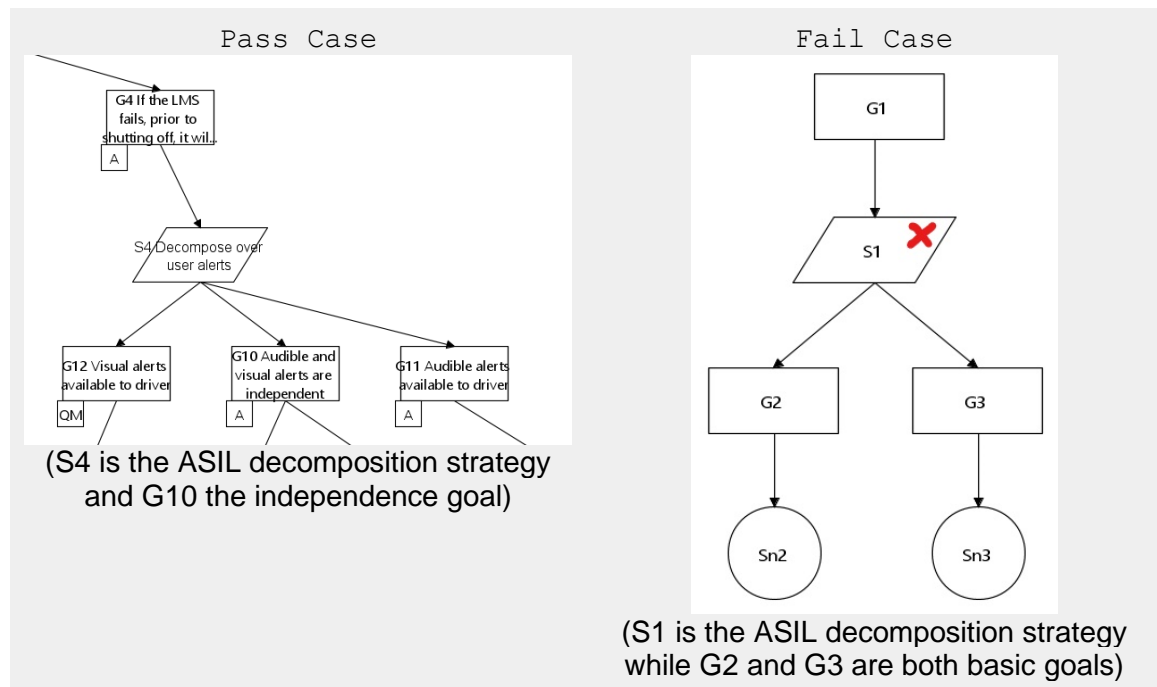 Pass Case
G4 If the LMS
fails, prior to
shutting off, it wil...
A
S4 Decompose over
user alerts
G12 Visual alerts
available to driver
QM
G10 Audible and
visual alerts are
independent
A
G11 Audible alerts
available to driver
A
(S4 is the ASIL decomposition strategy
and G10 the independence goal)
Fail Case
G1
S1
G2
G3
Sn2
Sn3
(S1 is the ASIL decomposition strategy
while G2 and G3 are both basic goals)